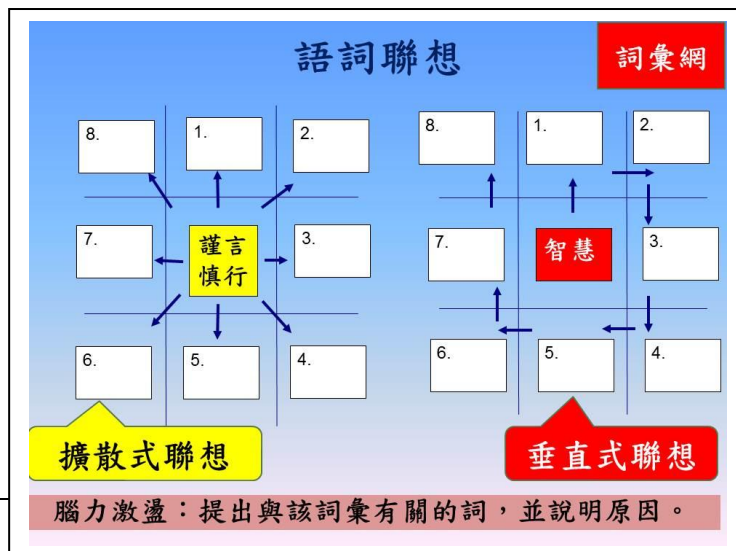 語詞聯想
詞彙網
8.
1.
2.
7.
謹言
慎行
3.
6.
5.
4.
擴散式聯想
8.
1.
2.
7.
智慧
3.
6.
5.
4.
垂直式聯想
腦力激盪：提出與該詞彙有關的詞，並說明原因。